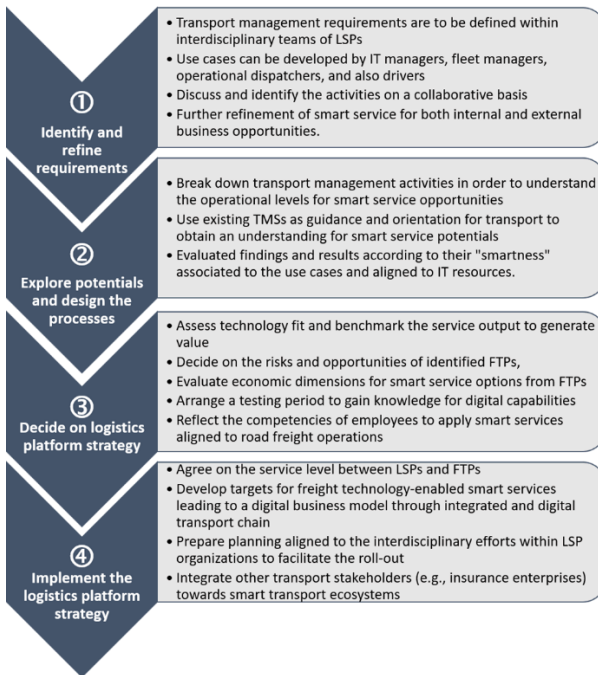 ①
Identify and
refine
requirements
• Transport management requirements are to be defined within
interdisciplinary teams of LSPs
• Use cases can be developed by IT managers, fleet managers,
operational dispatchers, and also drivers
• Discuss and identify the activities on a collaborative basis
• Further refinement of smart service for both internal and external
business opportunities.
②
Explore potentials
and design the
processes
• Break down transport management activities in order to understand
the operational levels for smart service opportunities
• Use existing TMSs as guidance and orientation for transport to
obtain an understanding for smart service potentials
• Evaluated findings and results according to their "smartness"
associated to the use cases and aligned to IT resources.
③
Decide on logistics
platform strategy
• Assess technology fit and benchmark the service output to generate
value
• Decide on the risks and opportunities of identified FTPs,
• Evaluate economic dimensions for smart service options from FTPs
• Arrange a testing period to gain knowledge for digital capabilities
• Reflect the competencies of employees to apply smart services
aligned to road freight operations
④
Implement the
logistics platform
strategy
• Agree on the service level between LSPs and FTPs
• Develop targets for freight technology-enabled smart services
leading to a digital business model through integrated and digital
transport chain
• Prepare planning aligned to the interdisciplinary efforts within LSP
organizations to facilitate the roll-out
• Integrate other transport stakeholders (e.g., insurance enterprises)
towards smart transport ecosystems